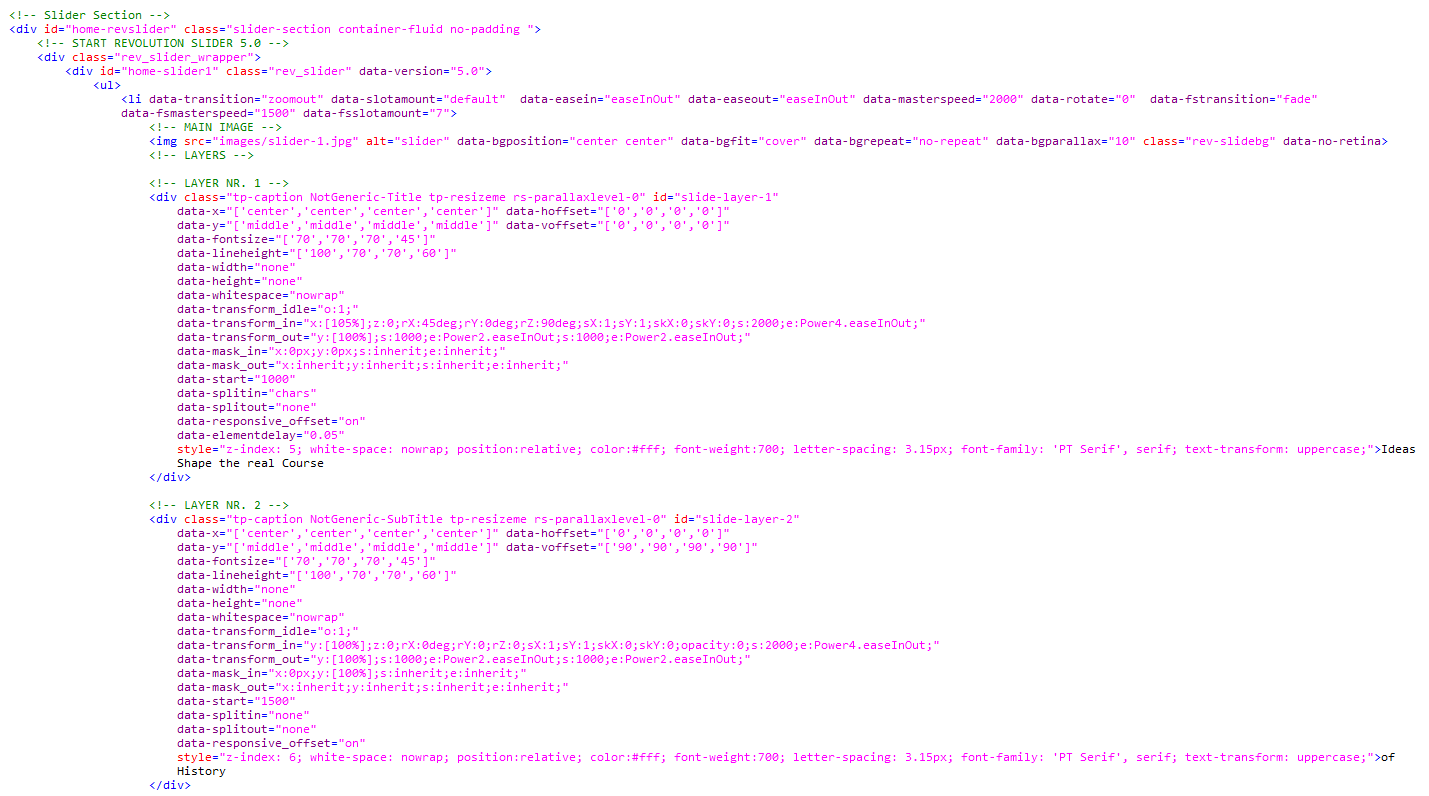 <!-- Slider Section -->
<div id="home-revslider" class="slider-section container-fluid no-padding ">
<!-- START REVOLUTION SLIDER 5.0 -->
<div class="rev_slider_wrapper">
<div id="home-slider1" class="rev_slider" data-version="5.0">
<ul>
<li data-transition="zoomout" data-slotamount="default"  data-easein="easeInOut" data-easeout="easeInOut" data-masterspeed="2000" data-rotate="0"  data-fstransition="fade"
data-fsmasterspeed="1500" data-fsslotamount="7">
<!-- MAIN IMAGE -->
<img src="images/slider-1.jpg" alt="slider" data-bgposition="center center" data-bgfit="cover" data-bgrepeat="no-repeat" data-bgparallax="10" class="rev-slidebg" data-no-retina>
<!-- LAYERS -->
<!-- LAYER NR. 1 -->
<div class="tp-caption NotGeneric-Title tp-resizeme rs-parallaxlevel-0" id="slide-layer-1"
data-x="['center','center','center','center']" data-hoffset="['0','0','0','0']"
data-y="['middle','middle','middle','middle']" data-voffset="['0','0','0','0']"
data-fontsize="['70','70','70','45']"
data-lineheight="['100','70','70','60']"
data-width="none"
data-height="none"
data-whitespace="nowrap"
data-transform_idle="o:1;"
data-transform_in="x:[105%];z:0;rX:45deg;rY:0deg;rZ:90deg;sX:1;sY:1;skX:0;skY:0;s:2000;e:Power4.easeInOut;"
data-transform_out="y:[100%];s:1000;e:Power2.easeInOut;s:1000;e:Power2.easeInOut;"
data-mask_in="x:0px;y:0px;s:inherit;e:inherit;"
data-mask_out="x:inherit;y:inherit;s:inherit;e:inherit;"
data-start="1000"
data-splitin="chars"
data-splitout="none"
data-responsive_offset="on"
data-elementdelay="0.05"
style="z-index: 5; white-space: nowrap; position:relative; color:#fff; font-weight:700; letter-spacing: 3.15px; font-family: 'PT Serif', serif; text-transform: uppercase;">Ideas
Shape the real Course
</div>
<!-- LAYER NR. 2 -->
<div class="tp-caption NotGeneric-SubTitle tp-resizeme rs-parallaxlevel-0" id="slide-layer-2"
data-x="['center','center','center','center']" data-hoffset="['0','0','0','0']"
data-y="['middle','middle','middle','middle']" data-voffset="['90','90','90','90']"
data-fontsize="['70','70','70','45']"
data-lineheight="['100','70','70','60']"
data-width="none"
data-height="none"
data-whitespace="nowrap"
data-transform_idle="o:1;"
data-transform_in="y:[100%];z:0;rX:0deg;rY:0;rZ:0;sX:1;sY:1;skX:0;skY:0;opacity:0;s:2000;e:Power4.easeInOut;"
data-transform_out="y:[100%];s:1000;e:Power2.easeInOut;s:1000;e:Power2.easeInOut;"
data-mask_in="x:0px;y:[100%];s:inherit;e:inherit;"
data-mask_out="x:inherit;y:inherit;s:inherit;e:inherit;"
data-start="1500"
data-splitin="none"
data-splitout="none"
data-responsive_offset="on"
style="z-index: 6; white-space: nowrap; position:relative; color:#fff; font-weight:700; letter-spacing: 3.15px; font-family: 'PT Serif', serif; text-transform: uppercase;">of
History
</div>